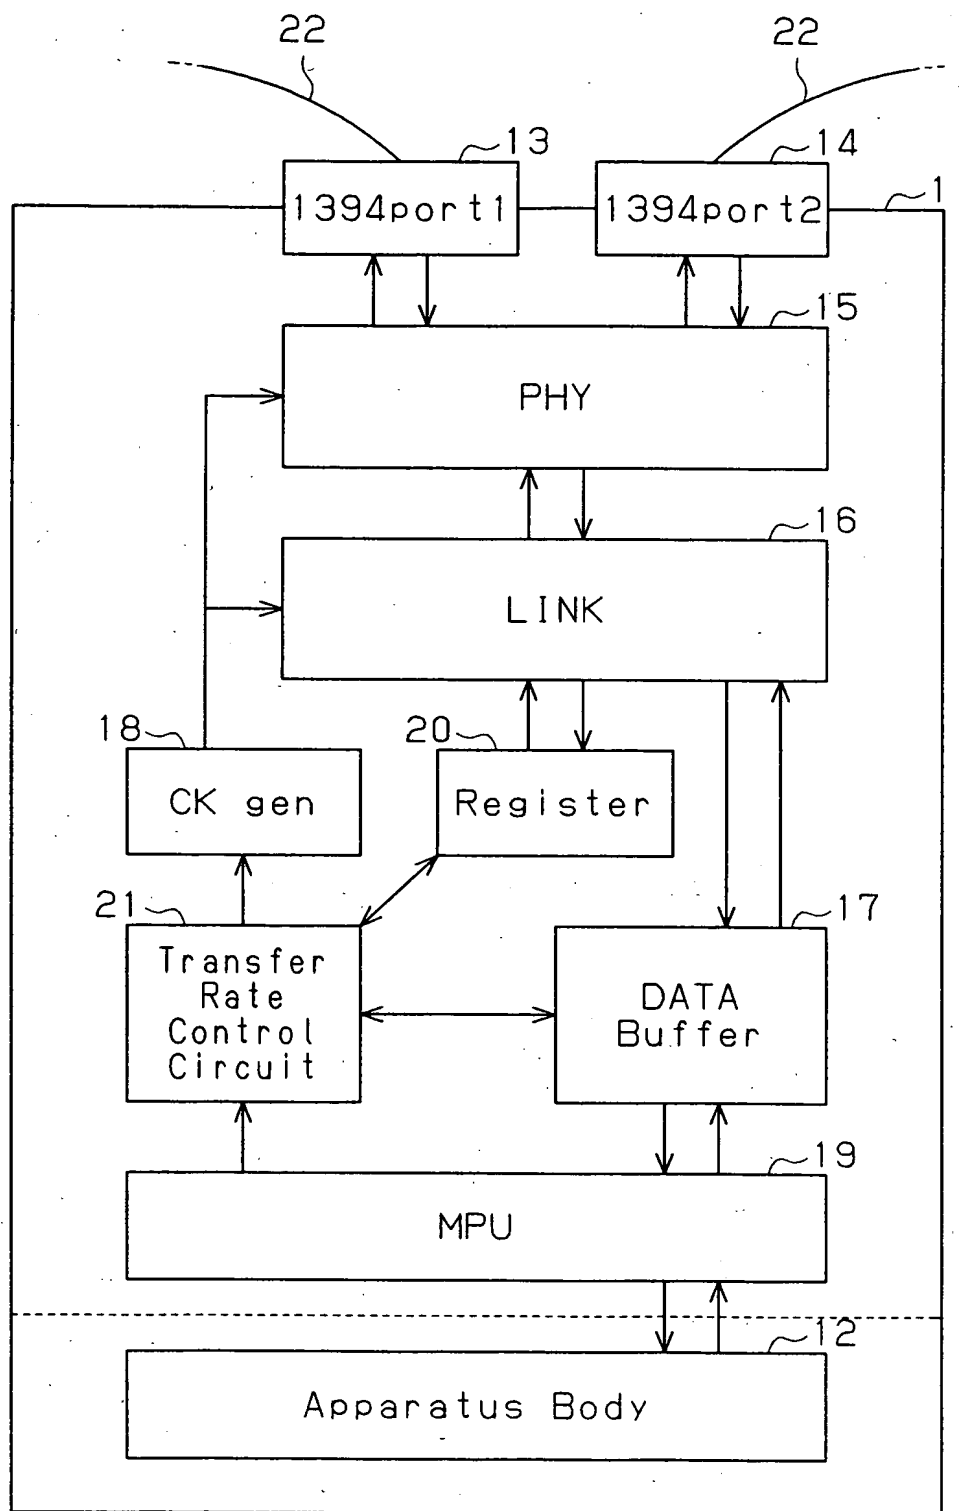 22
22
13
14
1
1394port1
1394port2
15
PHY
16
LINK
18
20
CK gen
Register
21
17
Transfer
Rate
Control
Circuit
DATA
Buffer
19
MPU
12
Apparatus Body